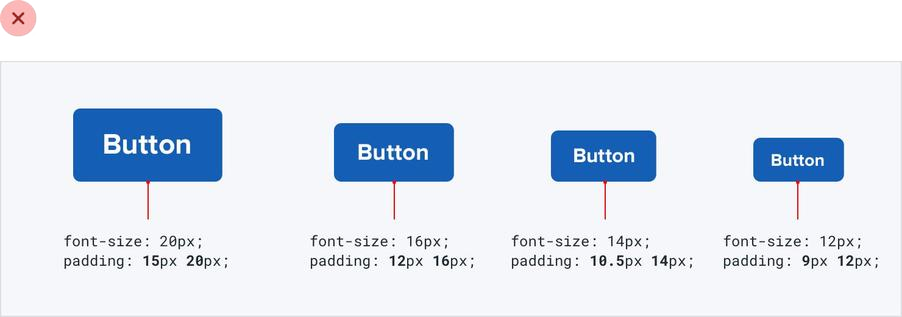 Button
font-size: 20px;
padding: 15px 20px;
Button
font-size: 16px;
padding: 12px 16px;
Button
font-size: 14px;
padding: 10.5px 14px;
Button
font-size: 12px;
padding: 9px 12px;